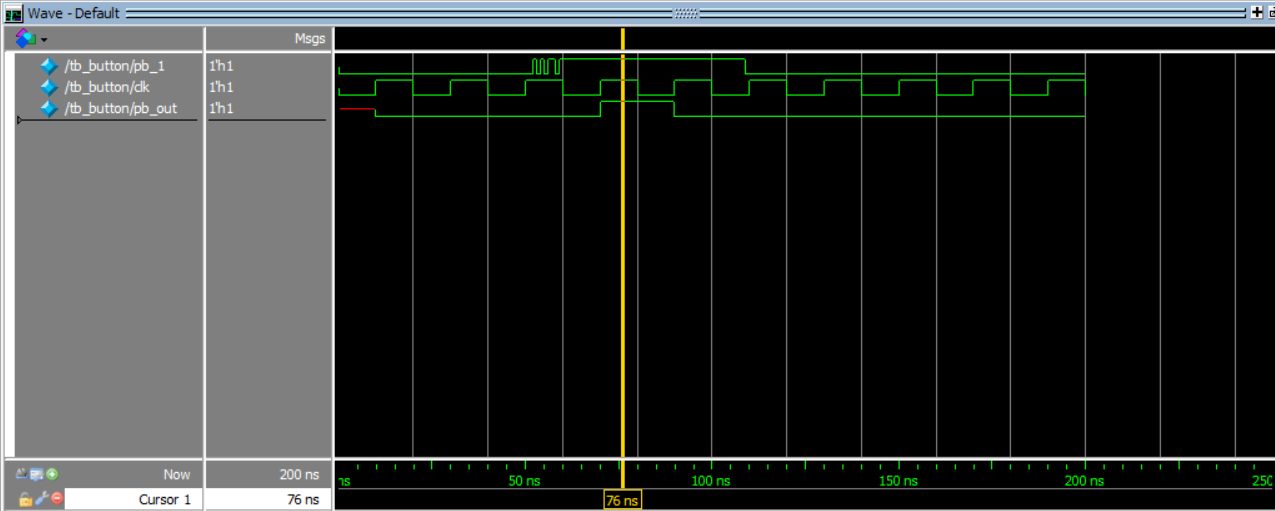 Wave - Default
Msgs
/tb_button/pb_1 1'h1
/tb_button/clk 1'h1
/tb_button/pb_out 1'h1
Now 200 ns
ns 50 ns 100 ns 150 ns 200 ns 250
Cursor 1 76 ns
76 ns